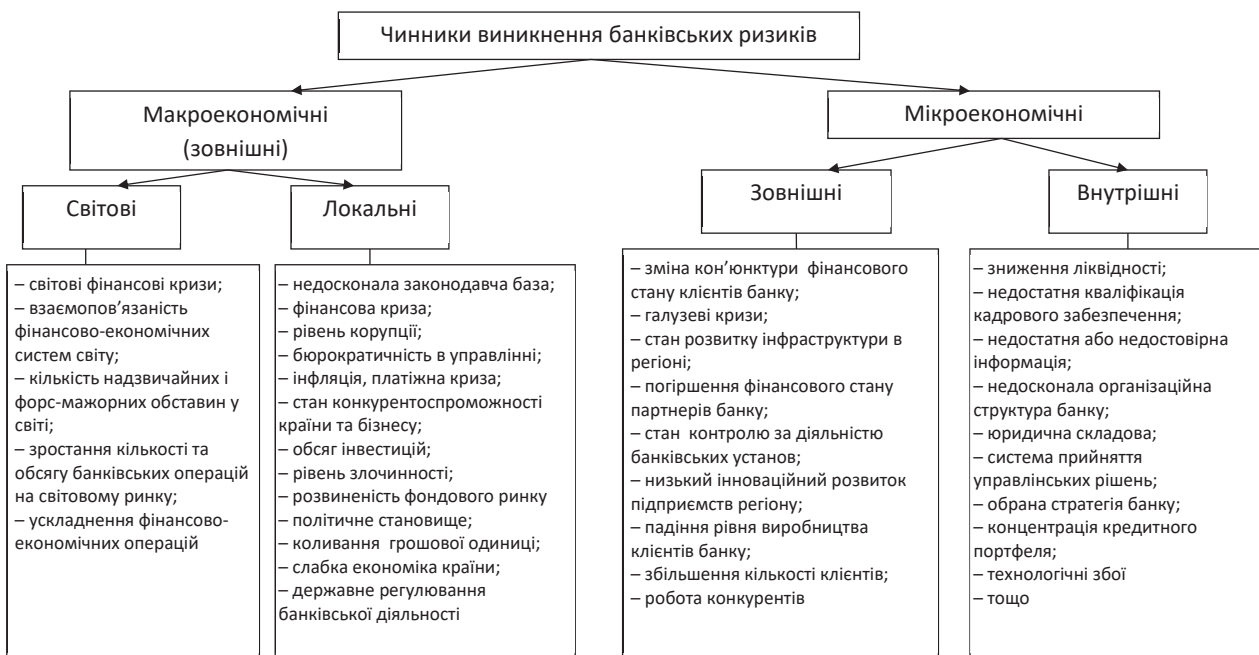 Чинники виникнення банківських ризиків
Макроекономічні
(зовнішні)
Мікроекономічні
Світові
Локальні
Зовнішні
Внутрішні
– світові фінансові кризи;
– взаємопов’язаність
фінансово-економічних
систем світу;
– кількість надзвичайних і
форс-мажорних обставин у
світі;
– зростання кількості та
обсягу банківських операцій
на світовому ринку;
– ускладнення фінансово-
економічних операцій
– недосконала законодавча база;
– фінансова криза;
– рівень корупції;
– бюрократичність в управлінні;
– інфляція, платіжна криза;
– стан конкурентоспроможності
країни та бізнесу;
– обсяг інвестицій;
– рівень злочинності;
– розвиненість фондового ринку
– політичне становище;
– коливання грошової одиниці;
– слабка економіка країни;
– державне регулювання
банківської діяльності
– зміна кон’юнктури фінансового
стану клієнтів банку;
– галузеві кризи;
– стан розвитку інфраструктури в
регіоні;
– погіршення фінансового стану
партнерів банку;
– стан контролю за діяльністю
банківських установ;
– низький інноваційний розвиток
підприємств регіону;
– падіння рівня виробництва
клієнтів банку;
– збільшення кількості клієнтів;
– робота конкурентів
– зниження ліквідності;
– недостатня кваліфікація
кадрового забезпечення;
– недостатня або недостовірна
інформація;
– недосконала організаційна
структура банку;
– юридична складова;
– система прийняття
управлінських рішень;
– обрана стратегія банку;
– концентрація кредитного
портфеля;
– технологічні збої
– тощо